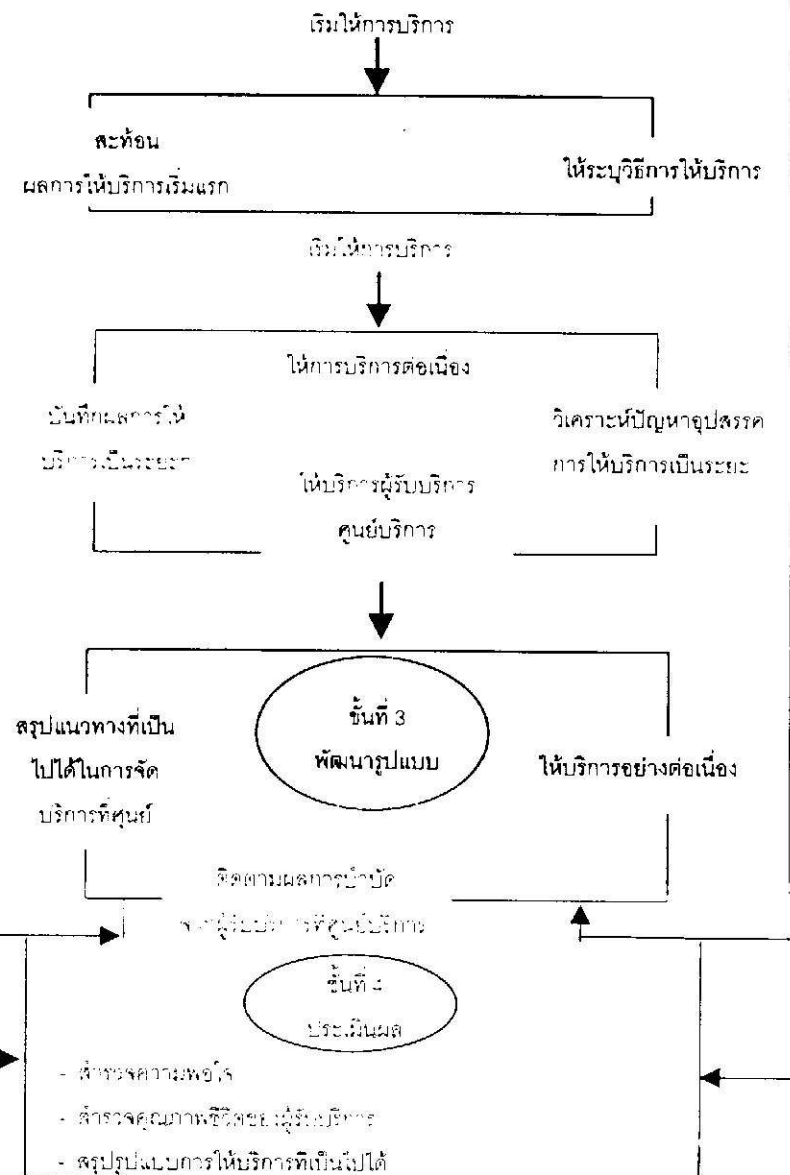 เริ่มให้การบริการ
สะท้อน
ผลการให้บริการเริ่มแรก
ให้ระบุวิธีการให้บริการ
เริ่มให้การบริการ
ให้การบริการต่อเนื่อง
บันทึกผลการให้
บริการเป็นระยะๆ
วิเคราะห์ปัญหาอุปสรรค
การให้บริการเป็นระยะ
ให้บริการผู้รับบริการ
ศูนย์บริการ
สรุปแนวทางที่เป็น
ไปได้ในการจัด
บริการที่ศูนย์
ขั้นที่ 3
พัฒนารูปแบบ
ให้บริการอย่างต่อเนื่อง
ติดตามผลการบำบัด
จากผู้รับบริการที่ศูนย์บริการ
ขั้นที่ 4
ประเมินผล
- สำรวจความพอใจ
- สำรวจคุณภาพชีวิตของผู้รับบริการ
- สรุปรูปแบบการให้บริการที่เป็นไปได้